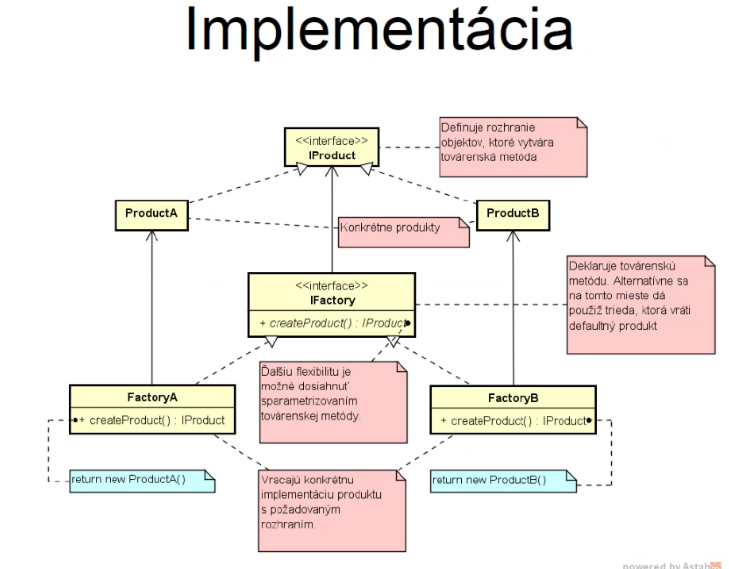 Implementácia
<<interface>>
IProduct
Definuje rozhranie
objektov, ktoré vytvára
továrenská metóda
ProductA
ProductB
Konkrétne produkty
<<interface>>
IFactory
+ createProduct() : IProduct
Deklaruje továrenskú
metódu. Alternatívne sa
na tomto mieste dá
použiž trieda, ktorá vráti
defaultný produkt
Ďalšiu flexibilitu je
možné dosiahnuť
sparametrizovaním
továrenskej metódy.
FactoryA
+ createProduct() : IProduct
FactoryB
+ createProduct() : IProduct
return new ProductA()
Vracajú konkrétnu
implementáciu produktu
s požadovaným
rozhraním.
return new ProductB()
powered by Astah